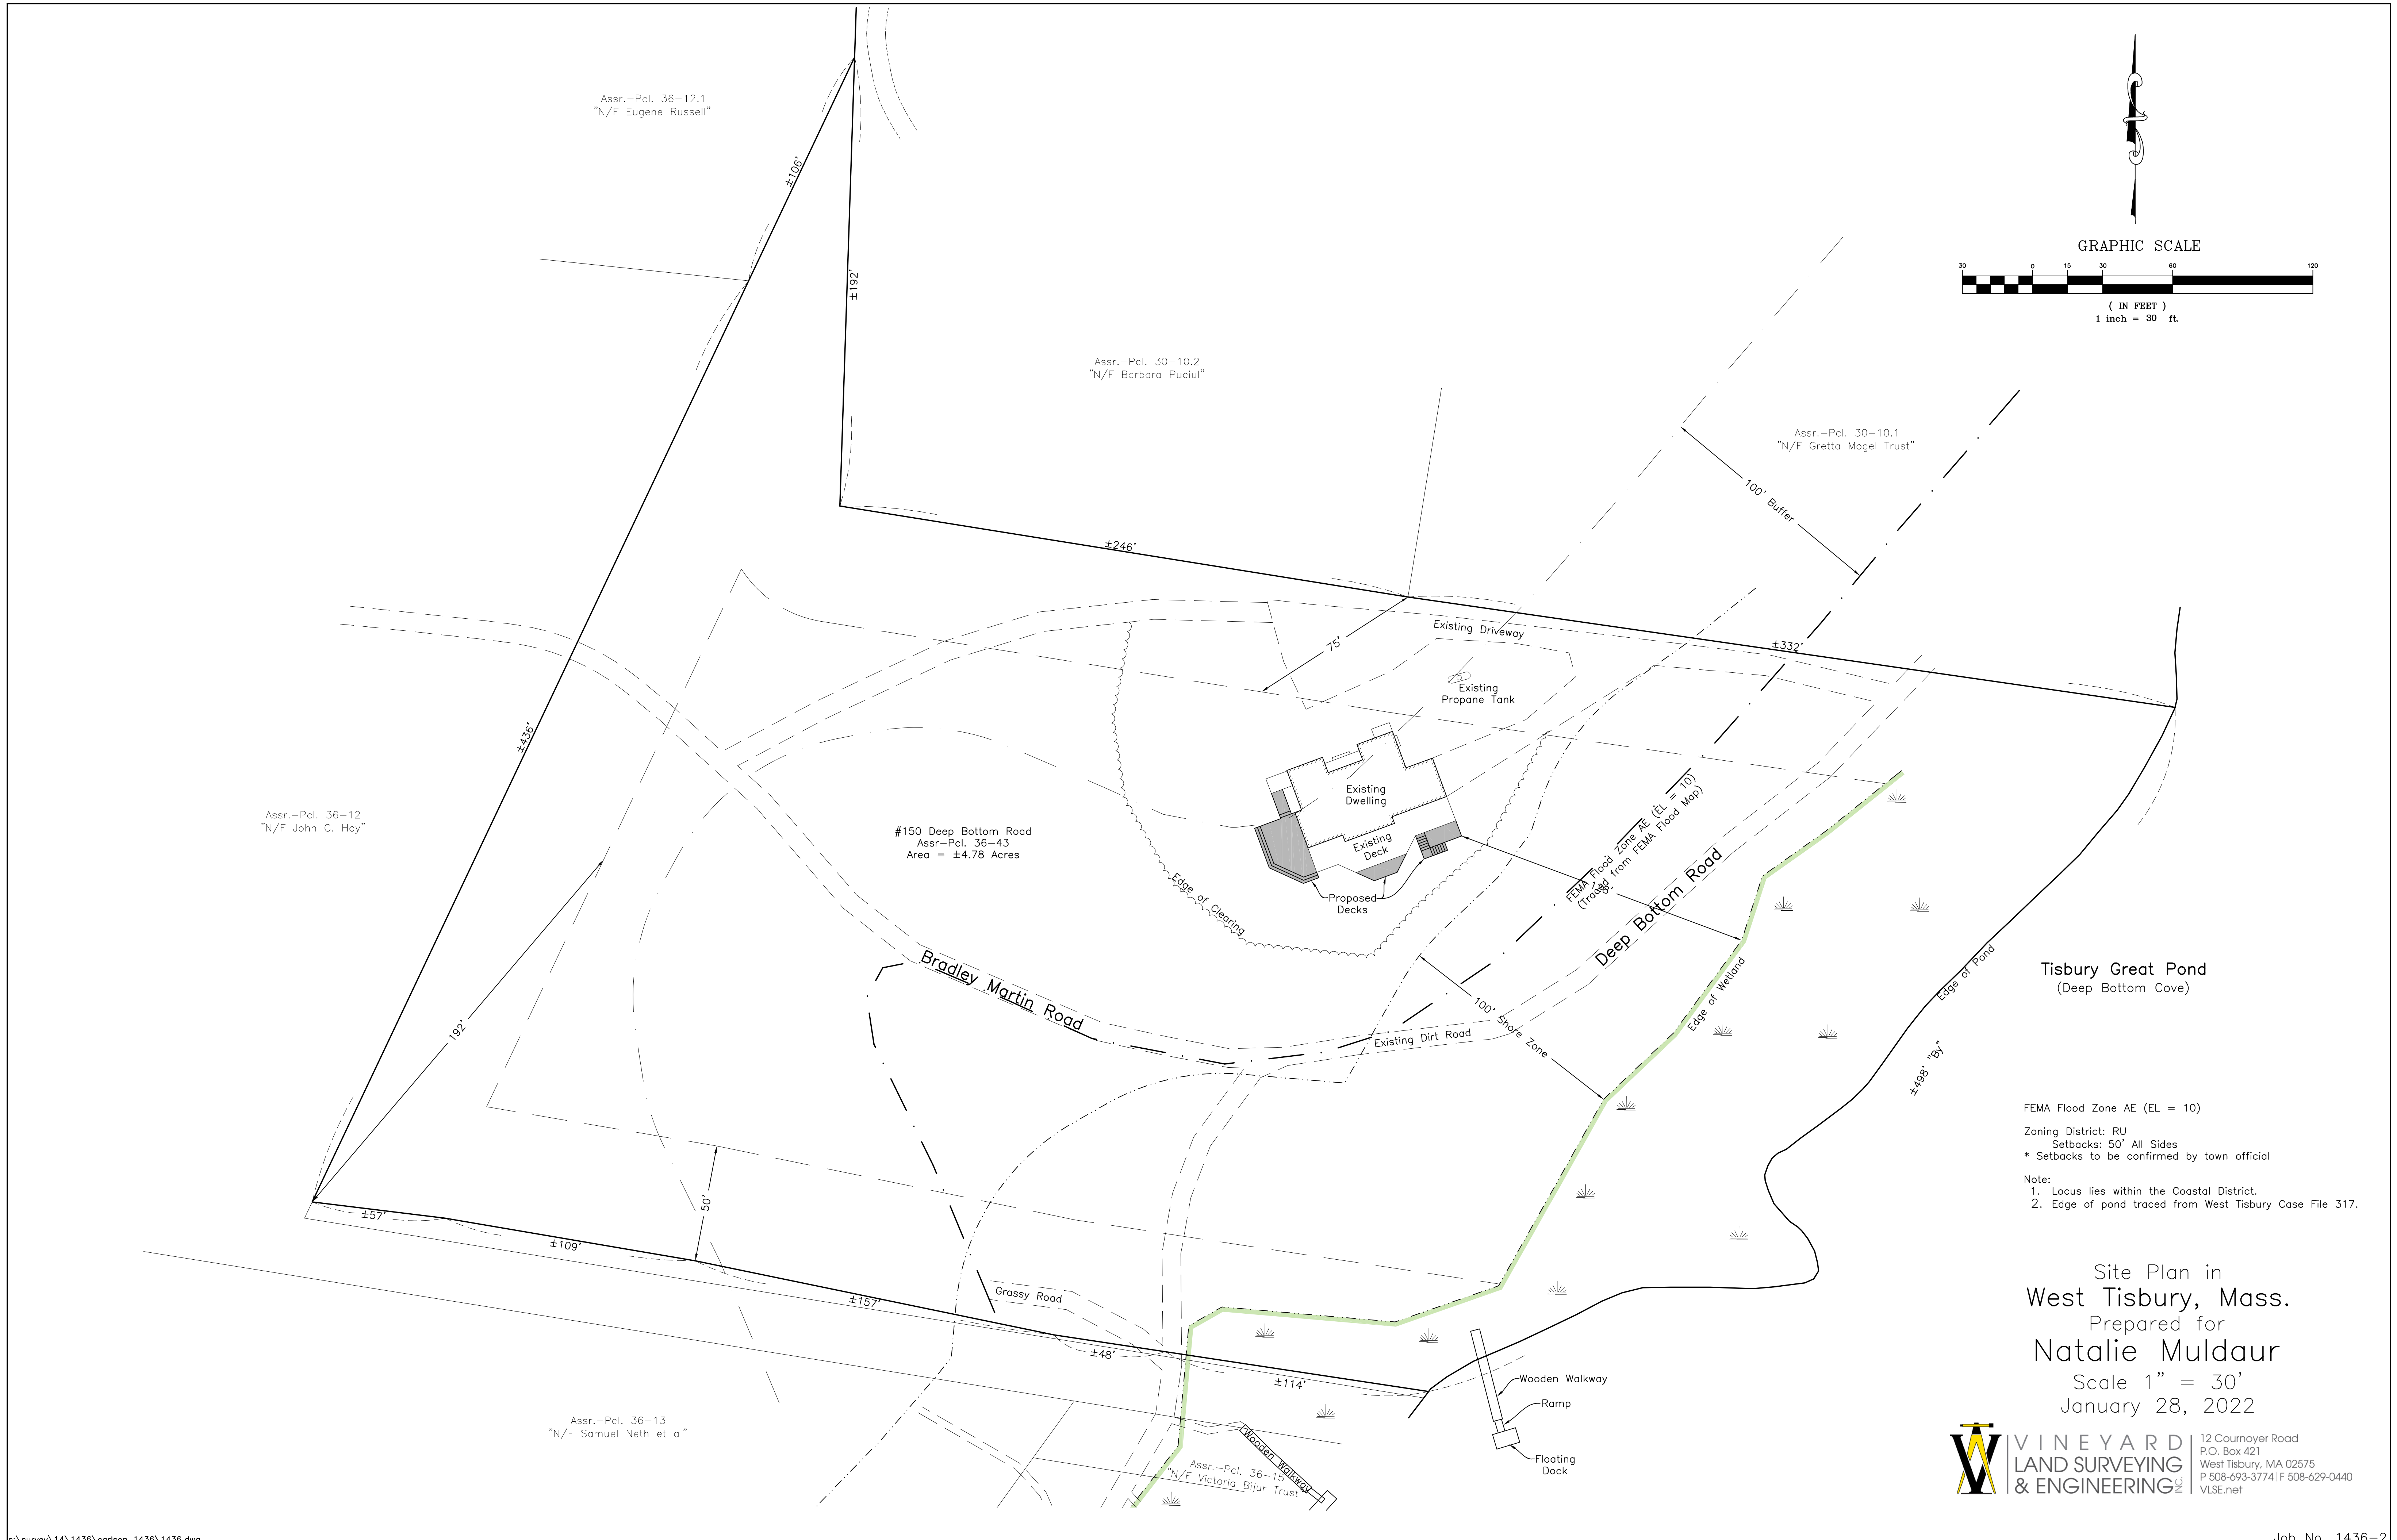 Assr.-Pcl. 36-12.1
"N/F Eugene Russell"
±106'
±192'
GRAPHIC SCALE
30 0 15 30 60 120
( IN FEET )
1 inch = 30 ft.
Assr.-Pcl. 30-10.2
"N/F Barbara Puciul"
Assr.-Pcl. 30-10.1
"N/F Gretta Mogel Trust"
100' Buffer
±246'
±332'
Existing Driveway
75'
Existing
Propane Tank
±436'
Existing
Dwelling
Existing
Deck
Proposed
Decks
FEMA Flood Zone AE (EL = 10)
(Traced from FEMA Flood Map)
Assr.-Pcl. 36-12
"N/F John C. Hoy"
#150 Deep Bottom Road
Assr-Pcl. 36-43
Area = ±4.78 Acres
Edge of Clearing
Deep Bottom Road
Bradley Martin Road
Existing Dirt Road
100' Shore Zone
Edge of Wetland
Edge of Pond
Tisbury Great Pond
(Deep Bottom Cove)
±498' "By"
192'
50'
±57'
±109'
±157'
±48'
±114'
Grassy Road
FEMA Flood Zone AE (EL = 10)
Zoning District: RU
Setbacks: 50' All Sides
* Setbacks to be confirmed by town official
Note:
1. Locus lies within the Coastal District.
2. Edge of pond traced from West Tisbury Case File 317.
Wooden Walkway
Ramp
Floating
Dock
Wooden Walkway
Assr.-Pcl. 36-13
"N/F Samuel Neth et al"
Assr.-Pcl. 36-15
"N/F Victoria Bijur Trust"
Site Plan in
West Tisbury, Mass.
Prepared for
Natalie Muldaur
Scale 1" = 30'
January 28, 2022
VINEYARD
LAND SURVEYING
& ENGINEERING INC.
12 Cournoyer Road
P.O. Box 421
West Tisbury, MA 02575
P 508-693-3774 | F 508-629-0440
VLSE.net
Job No. 1436-2